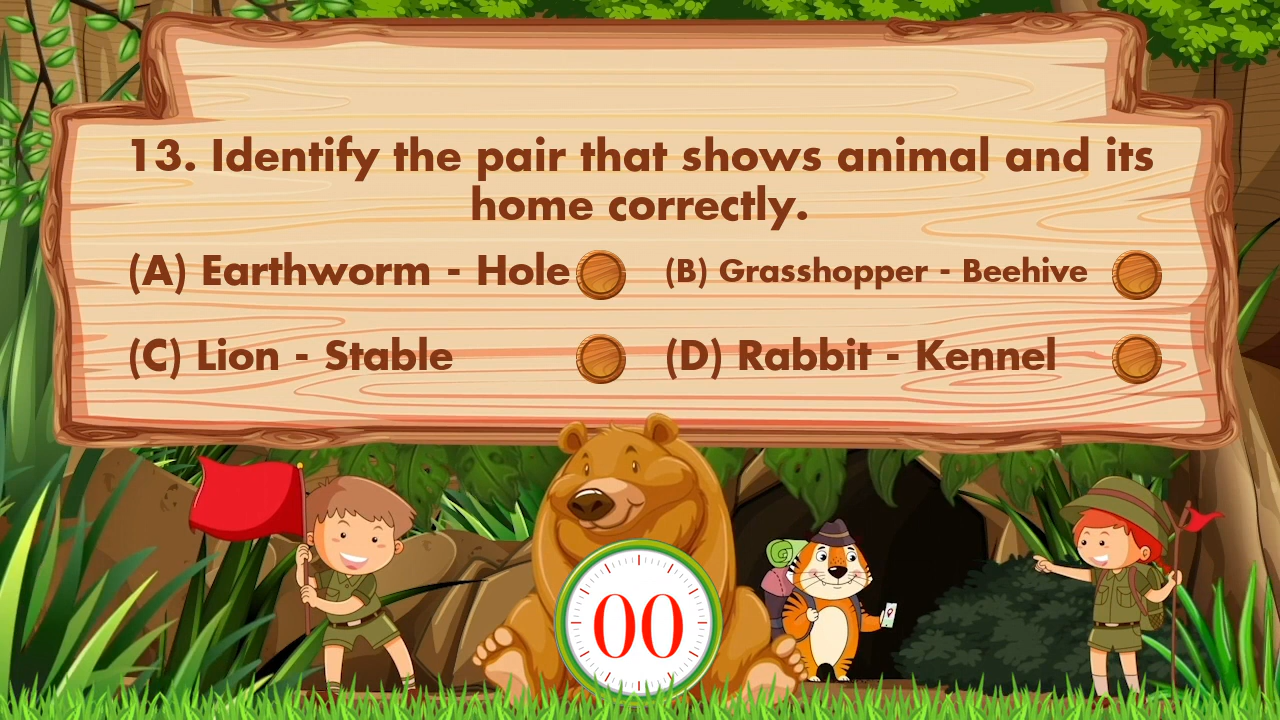 13. Identify the pair that shows animal and its
home correctly.
(A) Earthworm - Hole
(B) Grasshopper - Beehive
(C) Lion - Stable
(D) Rabbit - Kennel
00